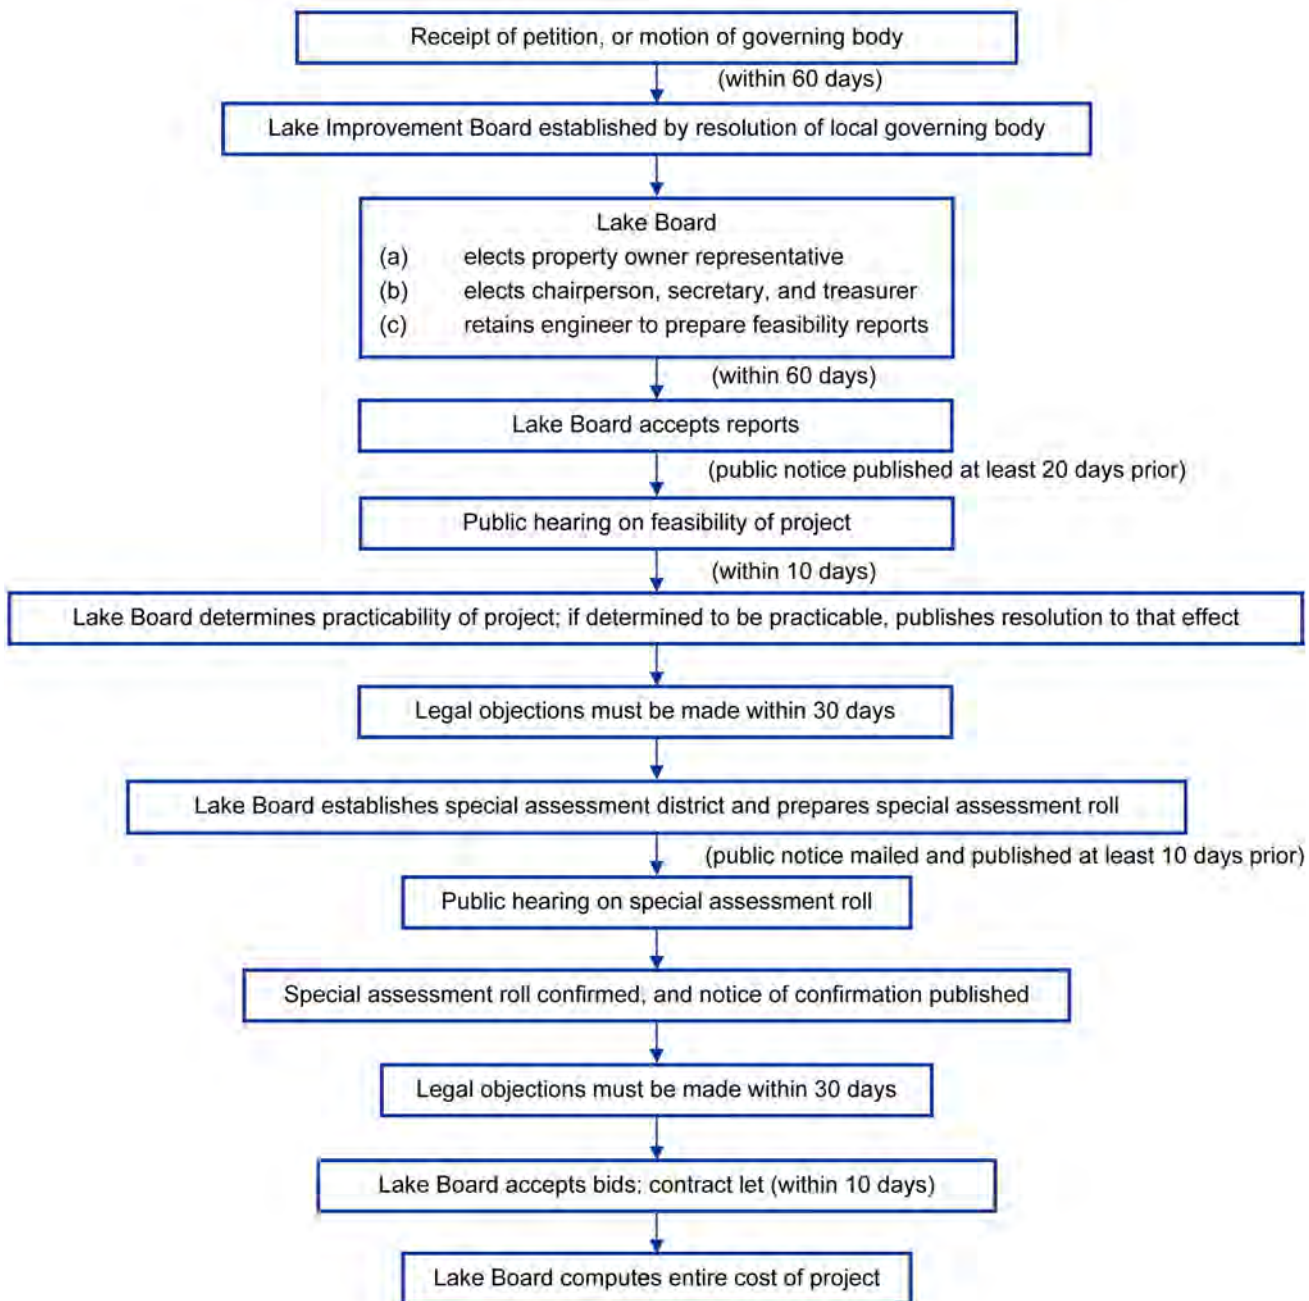 Receipt of petition, or motion of governing body
(within 60 days)
Lake Improvement Board established by resolution of local governing body
Lake Board
(a) elects property owner representative
(b) elects chairperson, secretary, and treasurer
(c) retains engineer to prepare feasibility reports
(within 60 days)
Lake Board accepts reports
(public notice published at least 20 days prior)
Public hearing on feasibility of project
(within 10 days)
Lake Board determines practicability of project; if determined to be practicable, publishes resolution to that effect
Legal objections must be made within 30 days
Lake Board establishes special assessment district and prepares special assessment roll
(public notice mailed and published at least 10 days prior)
Public hearing on special assessment roll
Special assessment roll confirmed, and notice of confirmation published
Legal objections must be made within 30 days
Lake Board accepts bids; contract let (within 10 days)
Lake Board computes entire cost of project